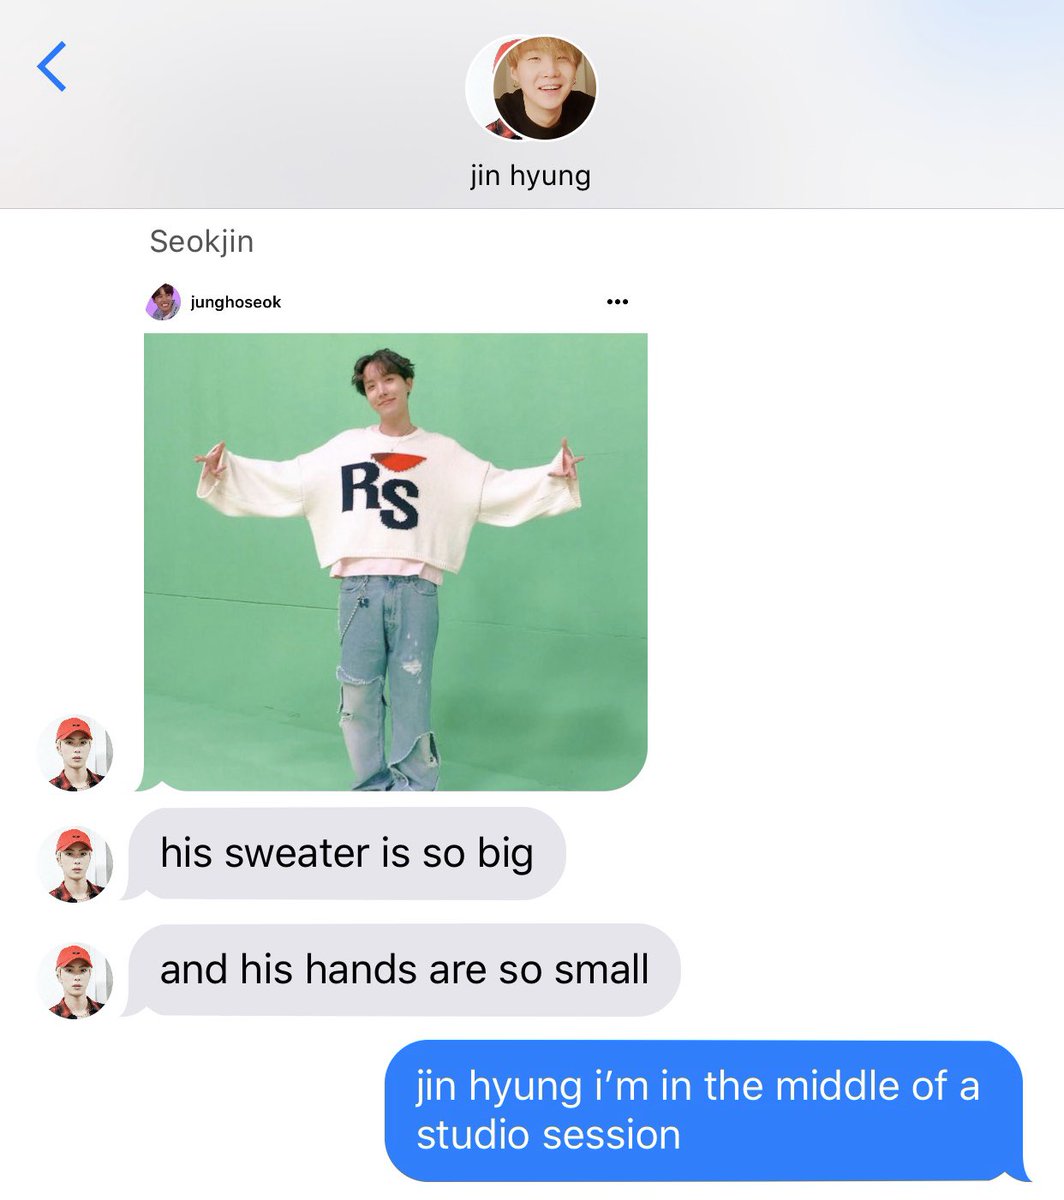 jin hyung
Seokjin
junghoseok
RS
his sweater is so big
and his hands are so small
jin hyung i’m in the middle of a
studio session